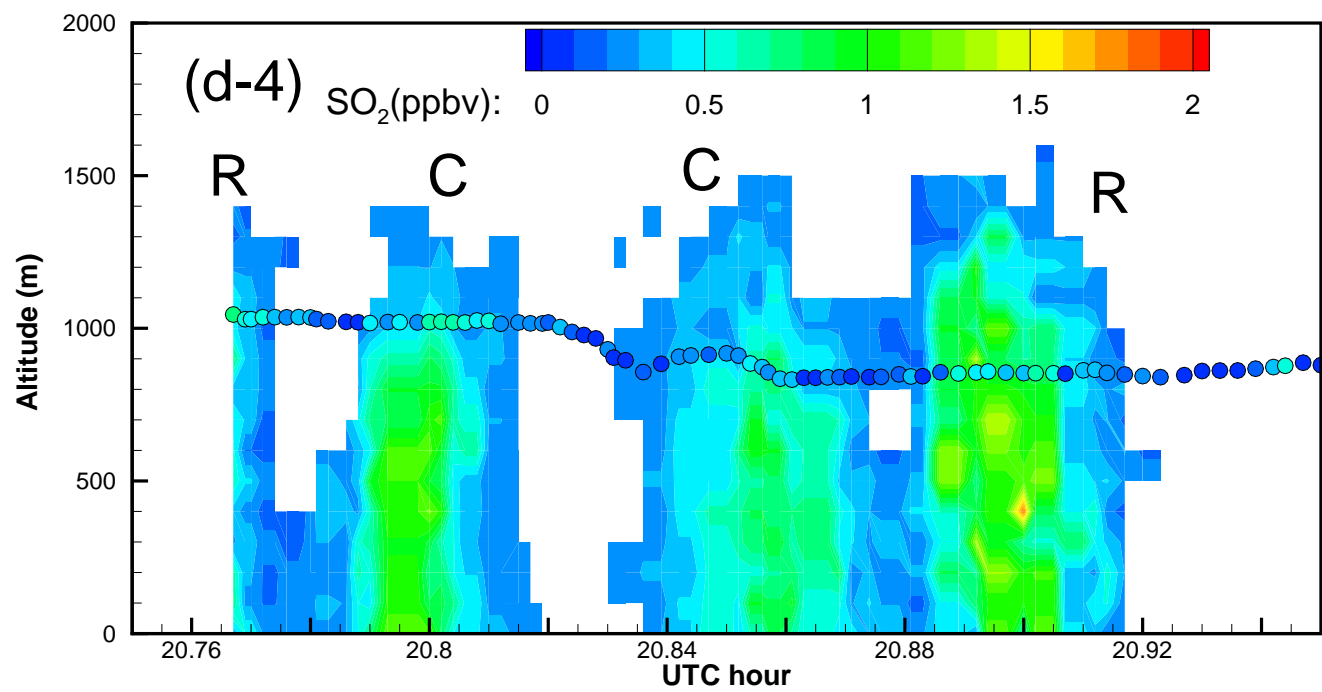 2000
(d-4)
SO₂(ppbv): 0 0.5 1 1.5 2
1500
R C C R
1000
Altitude (m)
500
0
20.76 20.8 20.84 20.88 20.92
UTC hour